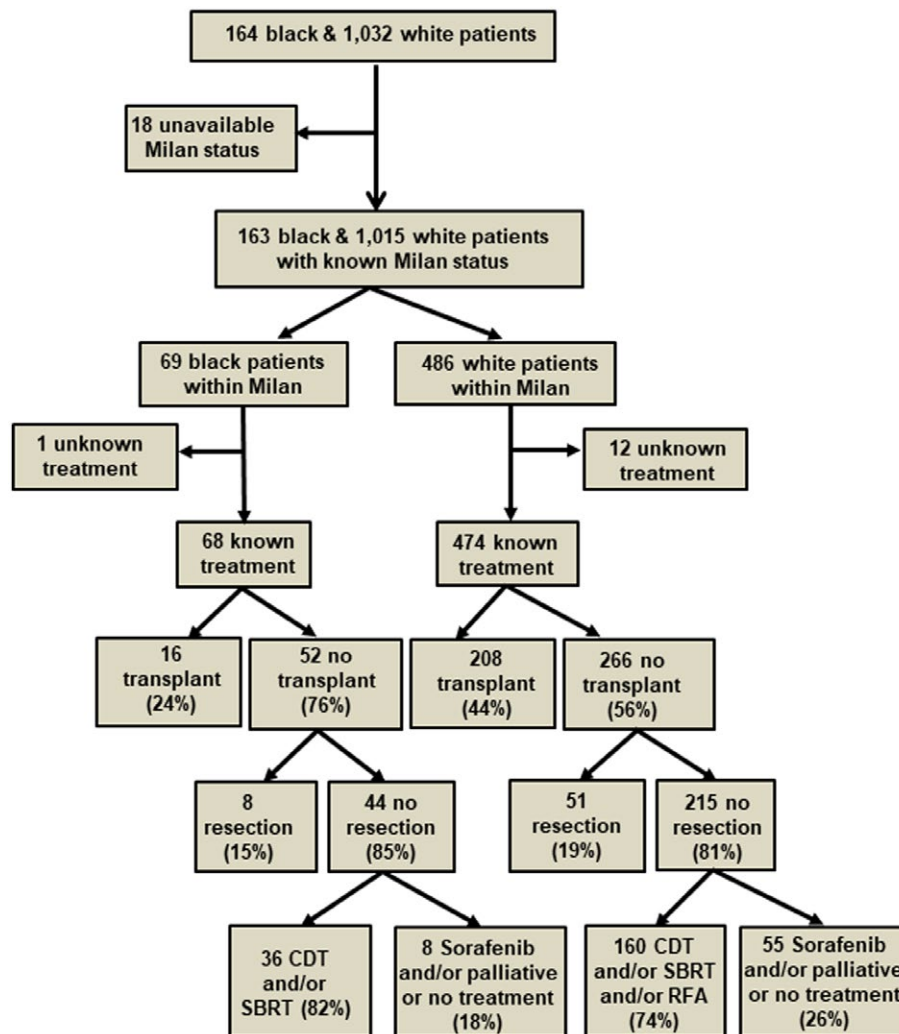 164 black & 1,032 white patients
18 unavailable
Milan status
163 black & 1,015 white patients
with known Milan status
69 black patients
within Milan
486 white patients
within Milan
1 unknown
treatment
12 unknown
treatment
68 known
treatment
474 known
treatment
16
transplant
(24%)
52 no
transplant
(76%)
208
transplant
(44%)
266 no
transplant
(56%)
8
resection
(15%)
44 no
resection
(85%)
51
resection
(19%)
215 no
resection
(81%)
36 CDT
and/or
SBRT (82%)
8 Sorafenib
and/or palliative
or no treatment
(18%)
160 CDT
and/or SBRT
and/or RFA
(74%)
55 Sorafenib
and/or palliative
or no treatment
(26%)